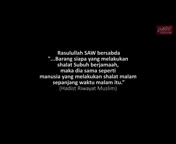 Rasulullah SAW bersabda
"...Barang siapa yang melakukan
shalat Subuh berjamaah,
maka dia sama seperti
manusia yang melakukan shalat malam
sepanjang waktu malam itu."
(Hadist Riwayat Muslim)